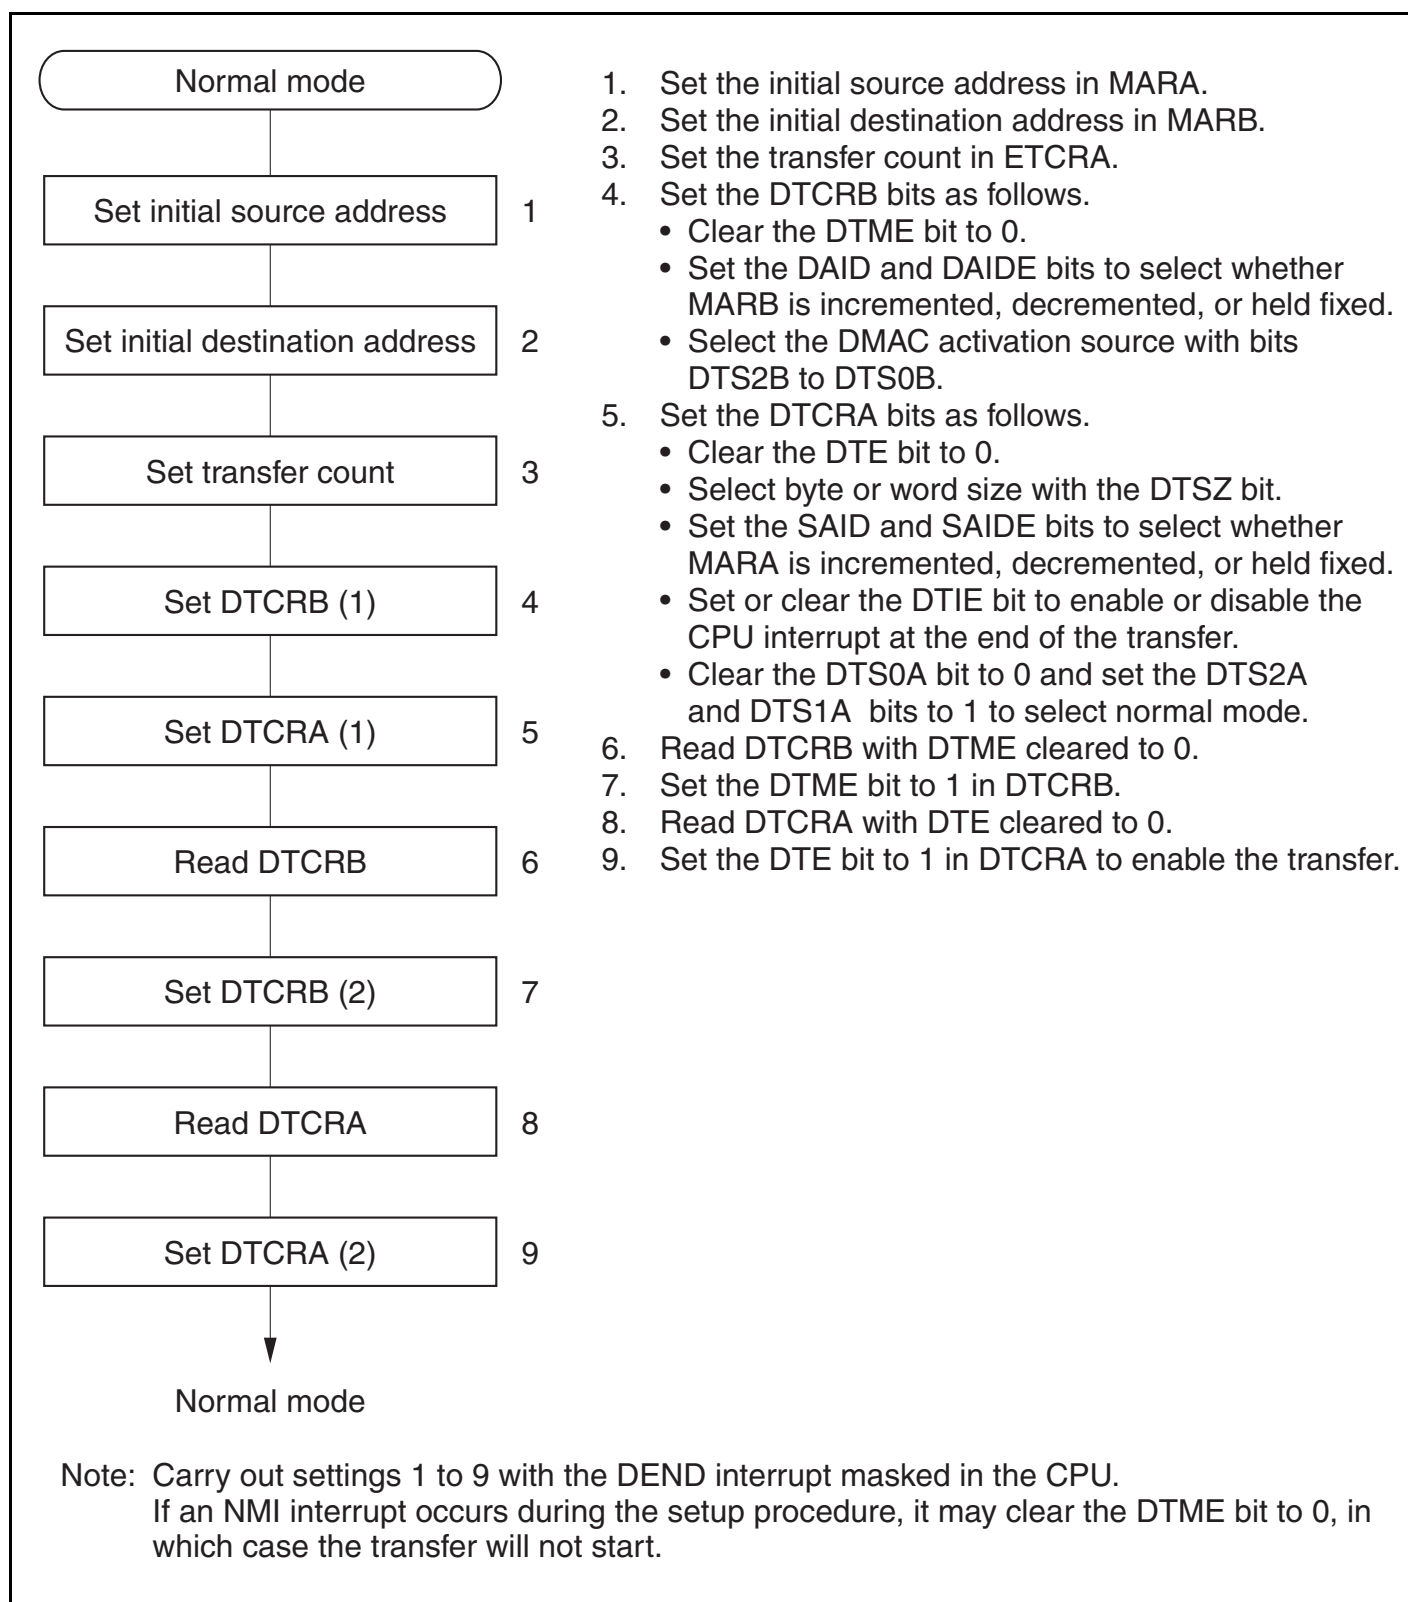 Normal mode
Set initial source address 1
Set initial destination address 2
Set transfer count 3
Set DTCRB (1) 4
Set DTCRA (1) 5
Read DTCRB 6
Set DTCRB (2) 7
Read DTCRA 8
Set DTCRA (2) 9
Normal mode
1. Set the initial source address in MARA.
2. Set the initial destination address in MARB.
3. Set the transfer count in ETCRA.
4. Set the DTCRB bits as follows.
• Clear the DTME bit to 0.
• Set the DAID and DAIDE bits to select whether
MARB is incremented, decremented, or held fixed.
• Select the DMAC activation source with bits
DTS2B to DTS0B.
5. Set the DTCRA bits as follows.
• Clear the DTE bit to 0.
• Select byte or word size with the DTSZ bit.
• Set the SAID and SAIDE bits to select whether
MARA is incremented, decremented, or held fixed.
• Set or clear the DTIE bit to enable or disable the
CPU interrupt at the end of the transfer.
• Clear the DTS0A bit to 0 and set the DTS2A
and DTS1A bits to 1 to select normal mode.
6. Read DTCRB with DTME cleared to 0.
7. Set the DTME bit to 1 in DTCRB.
8. Read DTCRA with DTE cleared to 0.
9. Set the DTE bit to 1 in DTCRA to enable the transfer.
Note: Carry out settings 1 to 9 with the DEND interrupt masked in the CPU.
If an NMI interrupt occurs during the setup procedure, it may clear the DTME bit to 0, in
which case the transfer will not start.